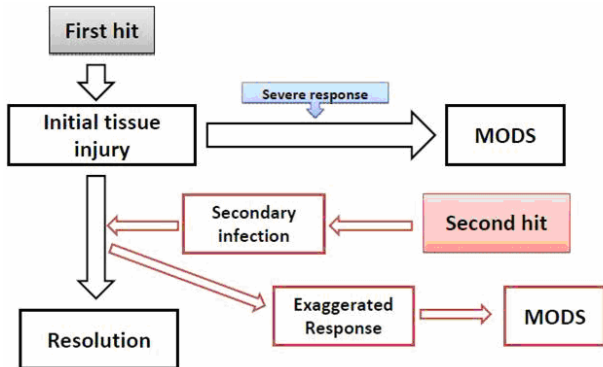 First hit
Severe response
Initial tissue
injury
MODS
Secondary
infection
Second hit
Exaggerated
Response
MODS
Resolution